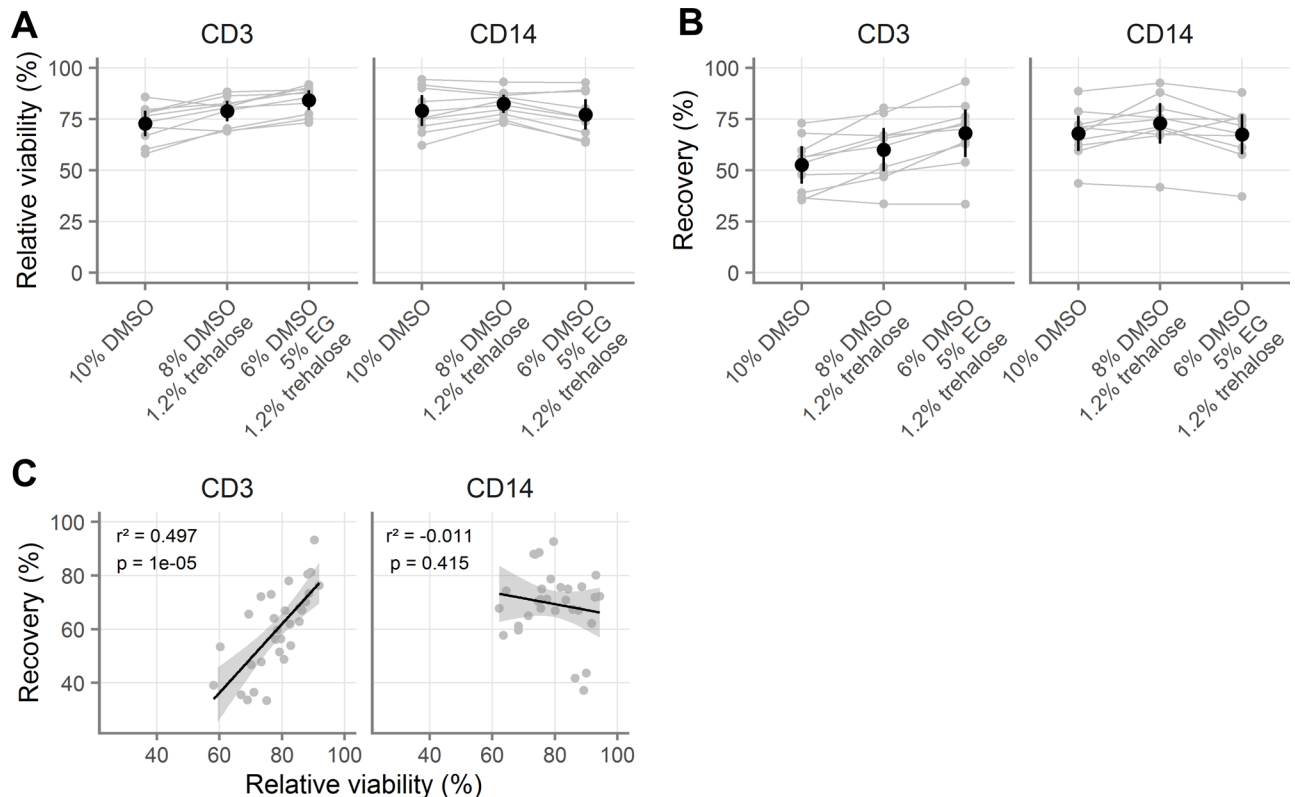 A
CD3
CD14
Relative viability (%)
100
75
50
25
0
10% DMSO
8% DMSO
1.2% trehalose
6% DMSO
5% EG
1.2% trehalose
10% DMSO
8% DMSO
1.2% trehalose
6% DMSO
5% EG
1.2% trehalose
B
CD3
CD14
Recovery (%)
100
75
50
25
0
10% DMSO
8% DMSO
1.2% trehalose
6% DMSO
5% EG
1.2% trehalose
10% DMSO
8% DMSO
1.2% trehalose
6% DMSO
5% EG
1.2% trehalose
C
CD3
CD14
Recovery (%)
100
80
60
40
r² = 0.497
p = 1e-05
r² = -0.011
p = 0.415
40
60
80
100
40
60
80
100
Relative viability (%)